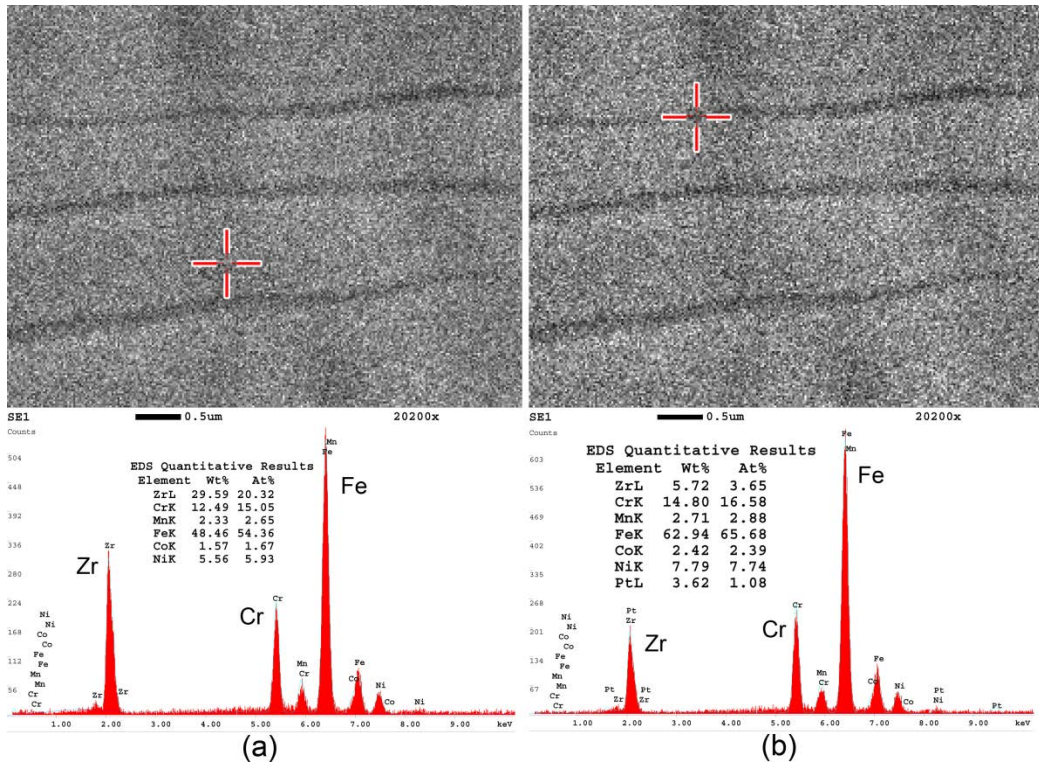 SE1 0.5um 20200x
Counts
504
448
392
336
280
224
168
112
56
EDS Quantitative Results
Element Wt% At%
ZrL 29.59 20.32
CrK 12.49 15.05
MnK 2.33 2.65
FeK 48.46 54.36
CoK 1.57 1.67
NiK 5.56 5.93
Mn
Fe
Fe
Zr
Zr
Cr
Cr
Ni
Ni
Co
Co
Fe
Fe
Mn
Mn
Cr
Cr
Zr
Zr
Mn
Cr
Fe
Co
Ni
Co
Ni
1.00 2.00 3.00 4.00 5.00 6.00 7.00 8.00 9.00 keV
(a)
SE1 0.5um 20200x
Counts
603
536
469
402
335
268
201
134
67
EDS Quantitative Results
Element Wt% At%
ZrL 5.72 3.65
CrK 14.80 16.58
MnK 2.71 2.88
FeK 62.94 65.68
CoK 2.42 2.39
NiK 7.79 7.74
PtL 3.62 1.08
Fe
Mn
Fe
Pt
Zr
Zr
Cr
Cr
Ni
Ni
Co
Co
Fe
Fe
Mn
Mn
Cr
Cr
Pt
Zr
Pt
Zr
Mn
Cr
Fe
Co
Ni
Co
Pt
Ni
Pt
1.00 2.00 3.00 4.00 5.00 6.00 7.00 8.00 9.00 keV
(b)